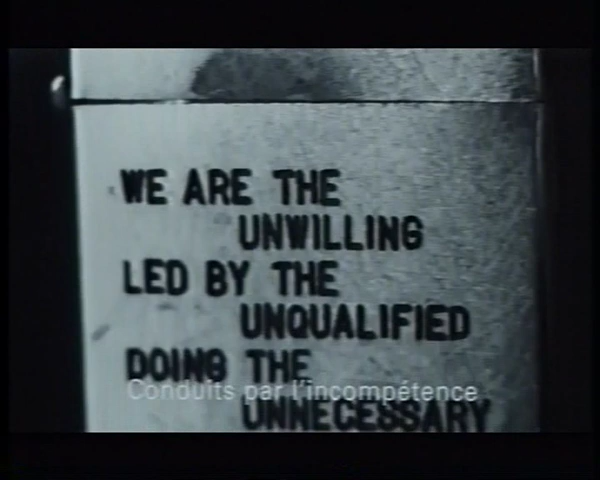 WE ARE THE
UNWILLING
LED BY THE
UNQUALIFIED
DOING THE
Conduits par l'incompétence
UNNECESSARY